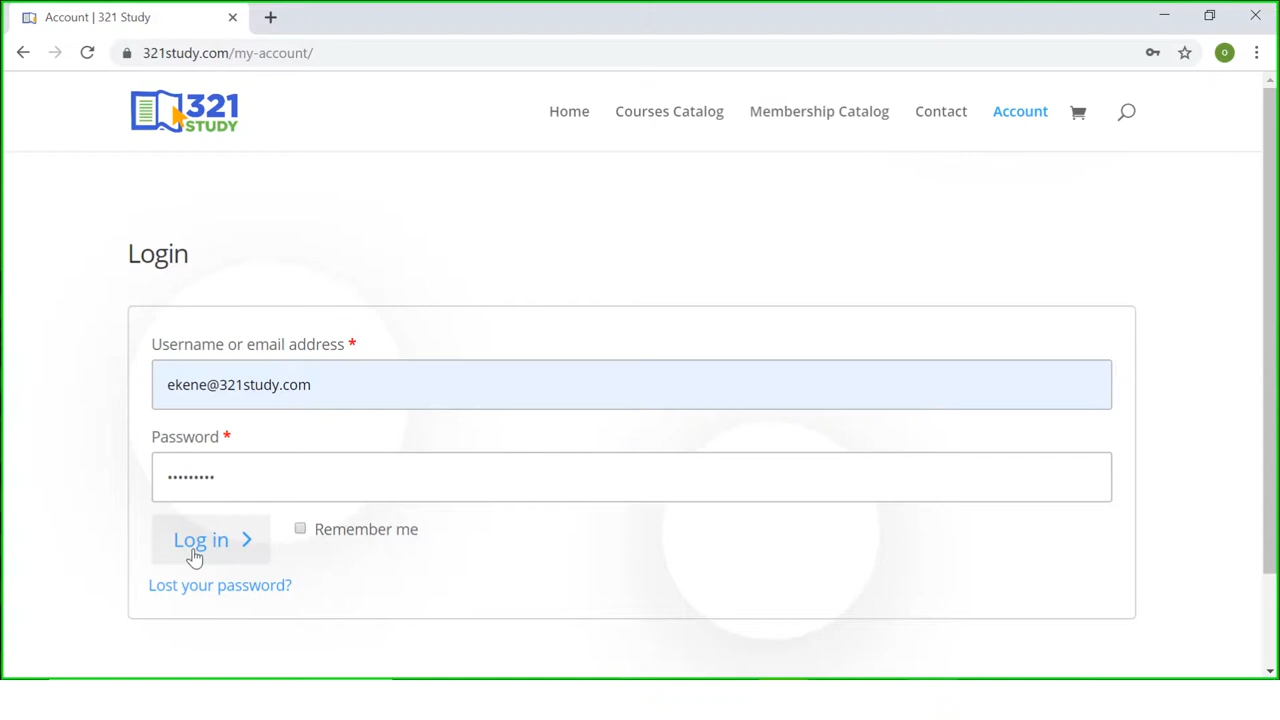 Account | 321 Study
321study.com/my-account/
o
321
STUDY
Home Courses Catalog Membership Catalog Contact Account
Login
Username or email address *
ekene@321study.com
Password *
•••••••••
Log in
Remember me
Lost your password?